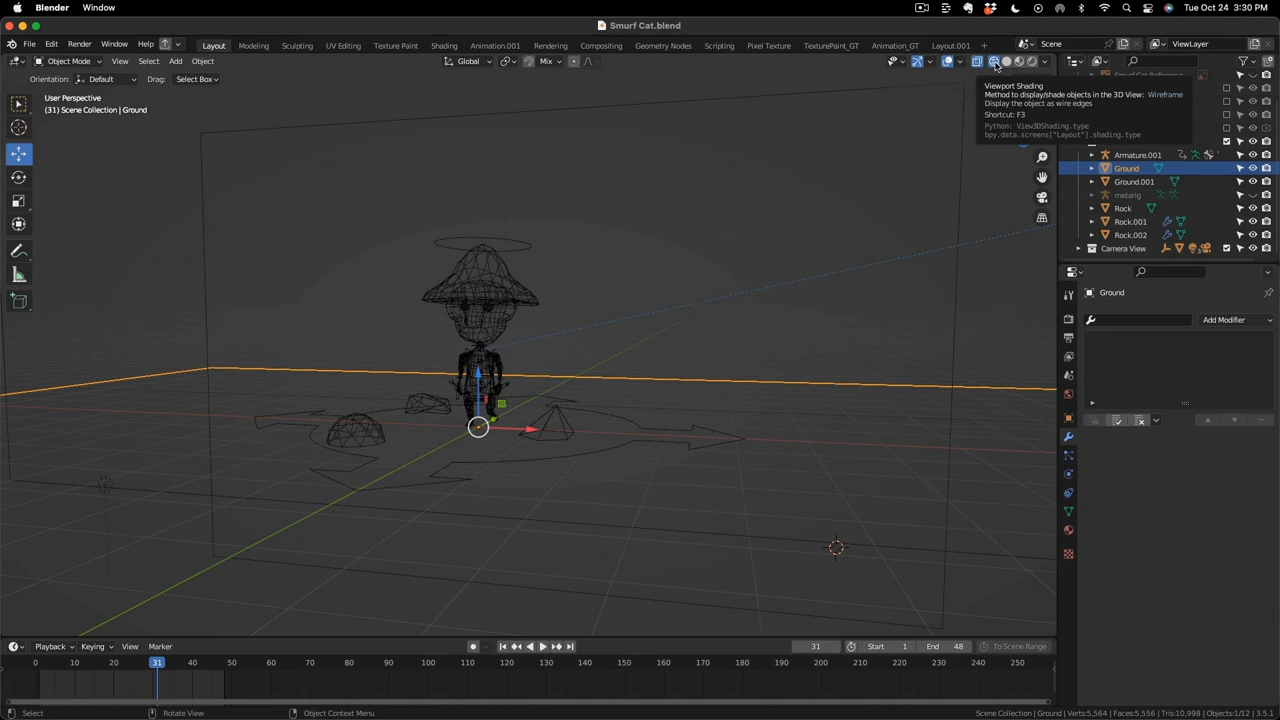 Blender Window
Tue Oct 24 3:30 PM
Smurf Cat.blend
File Edit Render Window Help
Layout Modeling Sculpting UV Editing Texture Paint Shading Animation.001 Rendering Compositing Geometry Nodes Scripting Pixel Texture TexturePaint_GT Animation_GT Layout.001 +
Scene
ViewLayer
Object Mode View Select Add Object
Global
Mix
Orientation: Default Drag: Select Box
User Perspective
(31) Scene Collection | Ground
Viewport Shading
Method to display/shade objects in the 3D View: Wireframe
Display the object as wire edges
Shortcut: F3
Python: View3DShading.type
bpy.data.screens["Layout"].shading.type
Smurf Cat Reference
Armature.001
Ground
Ground.001
metarig
Rock
Rock.001
Rock.002
Camera View
3
Ground
Add Modifier
Playback Keying View Marker
31
Start 1
End 48
To Scene Range
0 10 20 31 40 50 60 70 80 90 100 110 120 130 140 150 160 170 180 190 200 210 220 230 240 250
Select
Rotate View
Object Context Menu
Scene Collection | Ground | Verts:5,564 | Faces:5,556 | Tris:10,998 | Objects:1/12 | 3.5.1